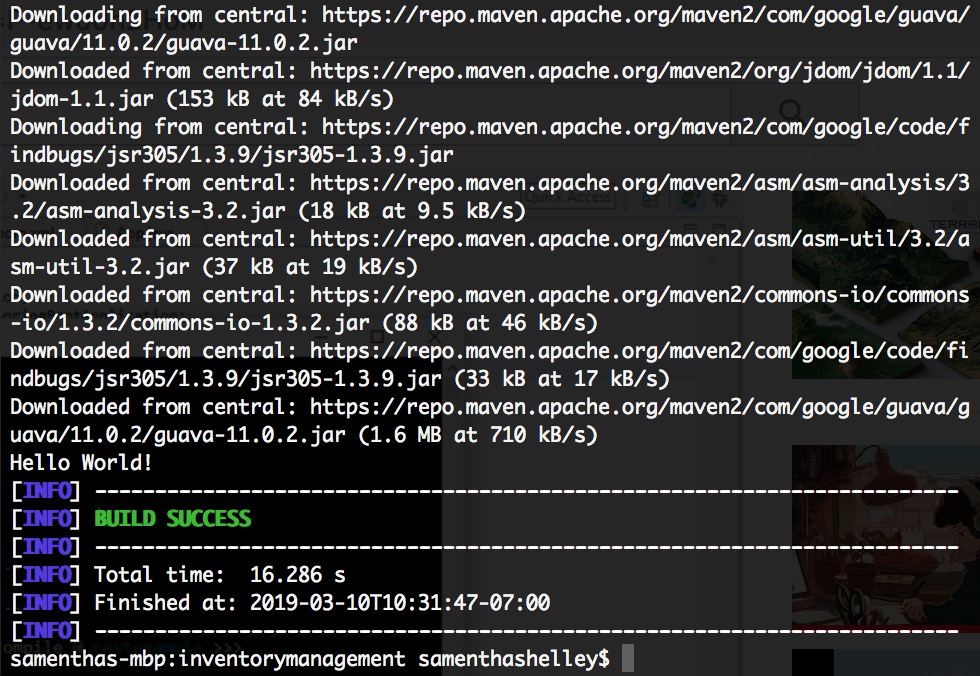 Downloading from central: https://repo.maven.apache.org/maven2/com/google/guava/
guava/11.0.2/guava-11.0.2.jar
Downloaded from central: https://repo.maven.apache.org/maven2/org/jdom/jdom/1.1/
jdom-1.1.jar (153 kB at 84 kB/s)
Downloading from central: https://repo.maven.apache.org/maven2/com/google/code/f
indbugs/jsr305/1.3.9/jsr305-1.3.9.jar
Downloaded from central: https://repo.maven.apache.org/maven2/asm/asm-analysis/3
.2/asm-analysis-3.2.jar (18 kB at 9.5 kB/s)
Downloaded from central: https://repo.maven.apache.org/maven2/asm/asm-util/3.2/a
sm-util-3.2.jar (37 kB at 19 kB/s)
Downloaded from central: https://repo.maven.apache.org/maven2/commons-io/commons
-io/1.3.2/commons-io-1.3.2.jar (88 kB at 46 kB/s)
Downloaded from central: https://repo.maven.apache.org/maven2/com/google/code/fi
ndbugs/jsr305/1.3.9/jsr305-1.3.9.jar (33 kB at 17 kB/s)
Downloaded from central: https://repo.maven.apache.org/maven2/com/google/guava/g
uava/11.0.2/guava-11.0.2.jar (1.6 MB at 710 kB/s)
Hello World!
[INFO] ------------------------------------------------------------------------
[INFO] BUILD SUCCESS
[INFO] ------------------------------------------------------------------------
[INFO] Total time:  16.286 s
[INFO] Finished at: 2019-03-10T10:31:47-07:00
[INFO] ------------------------------------------------------------------------
samenthas-mbp:inventorymanagement samenthashelley$
Quick Access